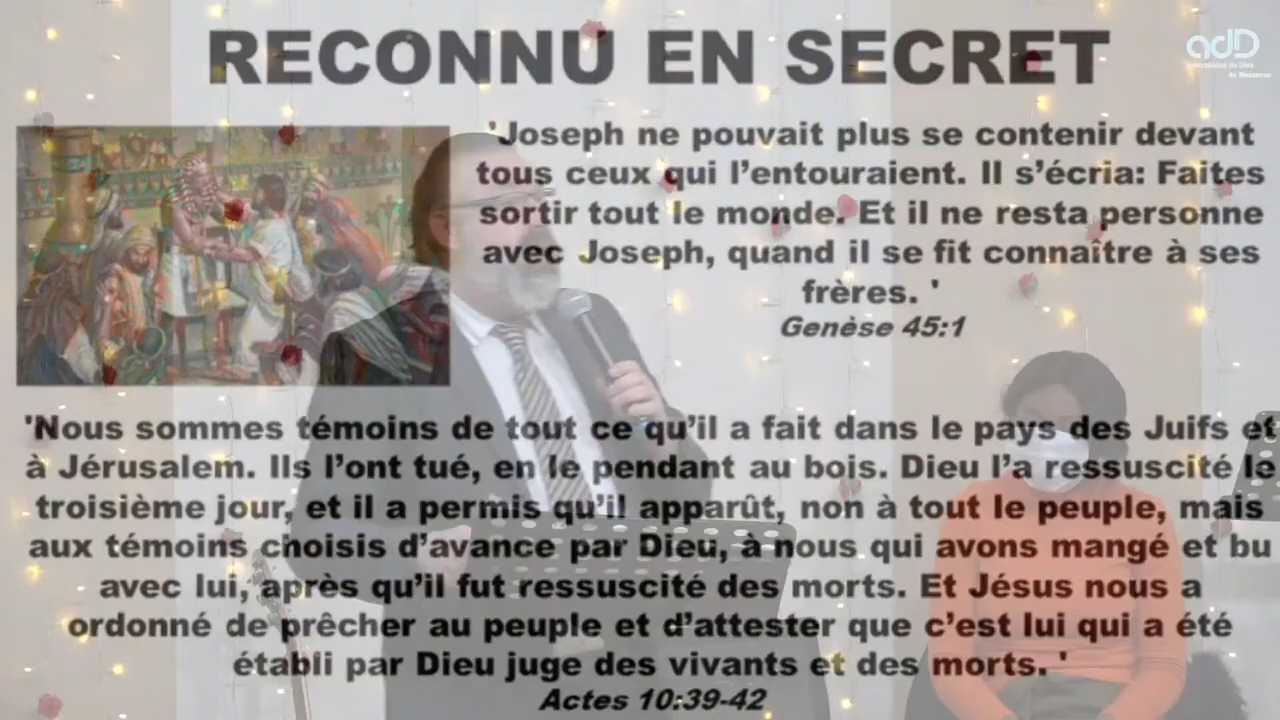 RECONNU EN SECRET
adD
'Joseph ne pouvait plus se contenir devant
tous ceux qui l’entouraient. Il s’écria: Faites
sortir tout le monde. Et il ne resta personne
avec Joseph, quand il se fit connaître à ses
frères. '
Genèse 45:1
'Nous sommes témoins de tout ce qu’il a fait dans le pays des Juifs et
à Jérusalem. Ils l’ont tué, en le pendant au bois. Dieu l’a ressuscité le
troisième jour, et il a permis qu’il apparût, non à tout le peuple, mais
aux témoins choisis d’avance par Dieu, à nous qui avons mangé et bu
avec lui, après qu’il fut ressuscité des morts. Et Jésus nous a
ordonné de prêcher au peuple et d’attester que c’est lui qui a été
établi par Dieu juge des vivants et des morts. '
Actes 10:39-42